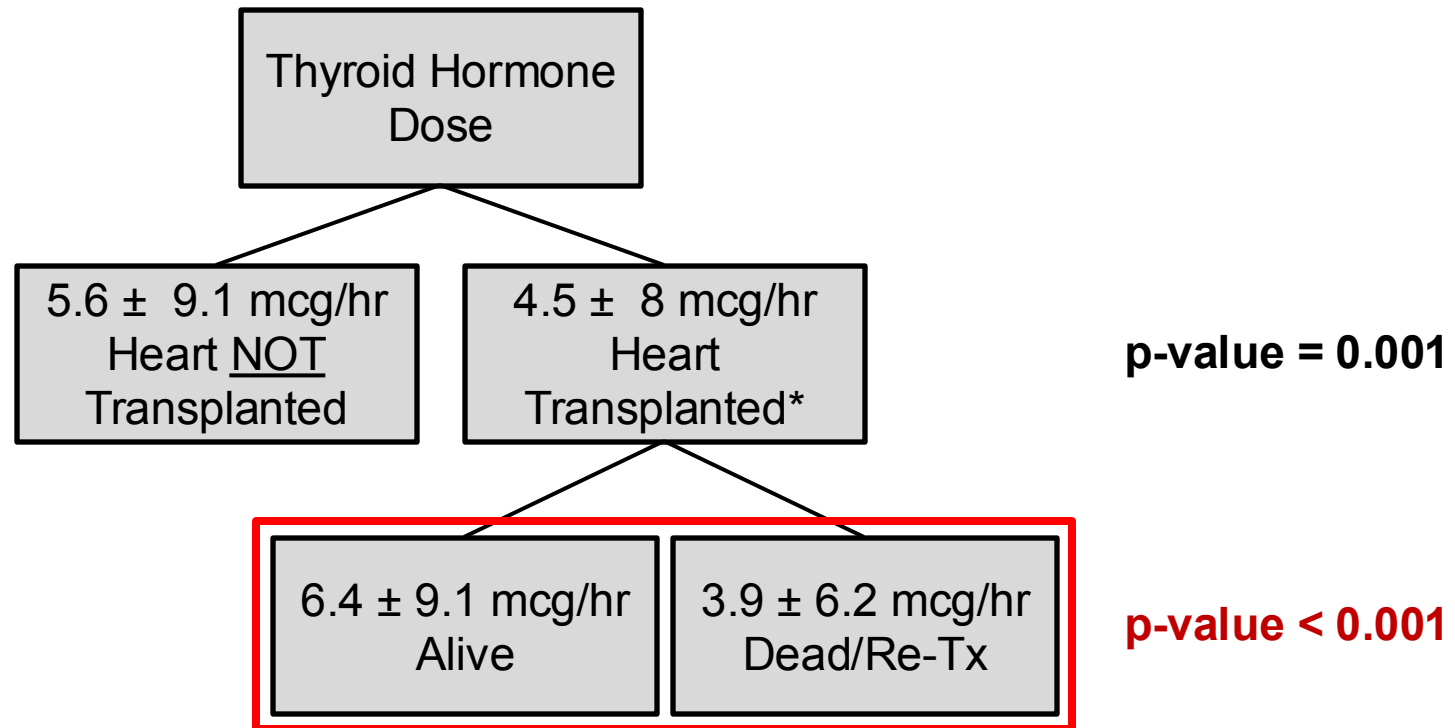 Thyroid Hormone
Dose
5.6 ± 9.1 mcg/hr
Heart NOT
Transplanted
4.5 ± 8 mcg/hr
Heart
Transplanted*
p-value = 0.001
6.4 ± 9.1 mcg/hr
Alive
3.9 ± 6.2 mcg/hr
Dead/Re-Tx
p-value < 0.001